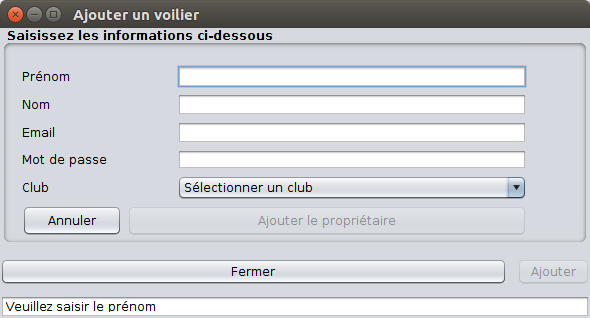 Ajouter un voilier
Saisissez les informations ci-dessous
Prénom
Nom
Email
Mot de passe
Club Sélectionner un club
Annuler Ajouter le propriétaire
Fermer Ajouter
Veuillez saisir le prénom